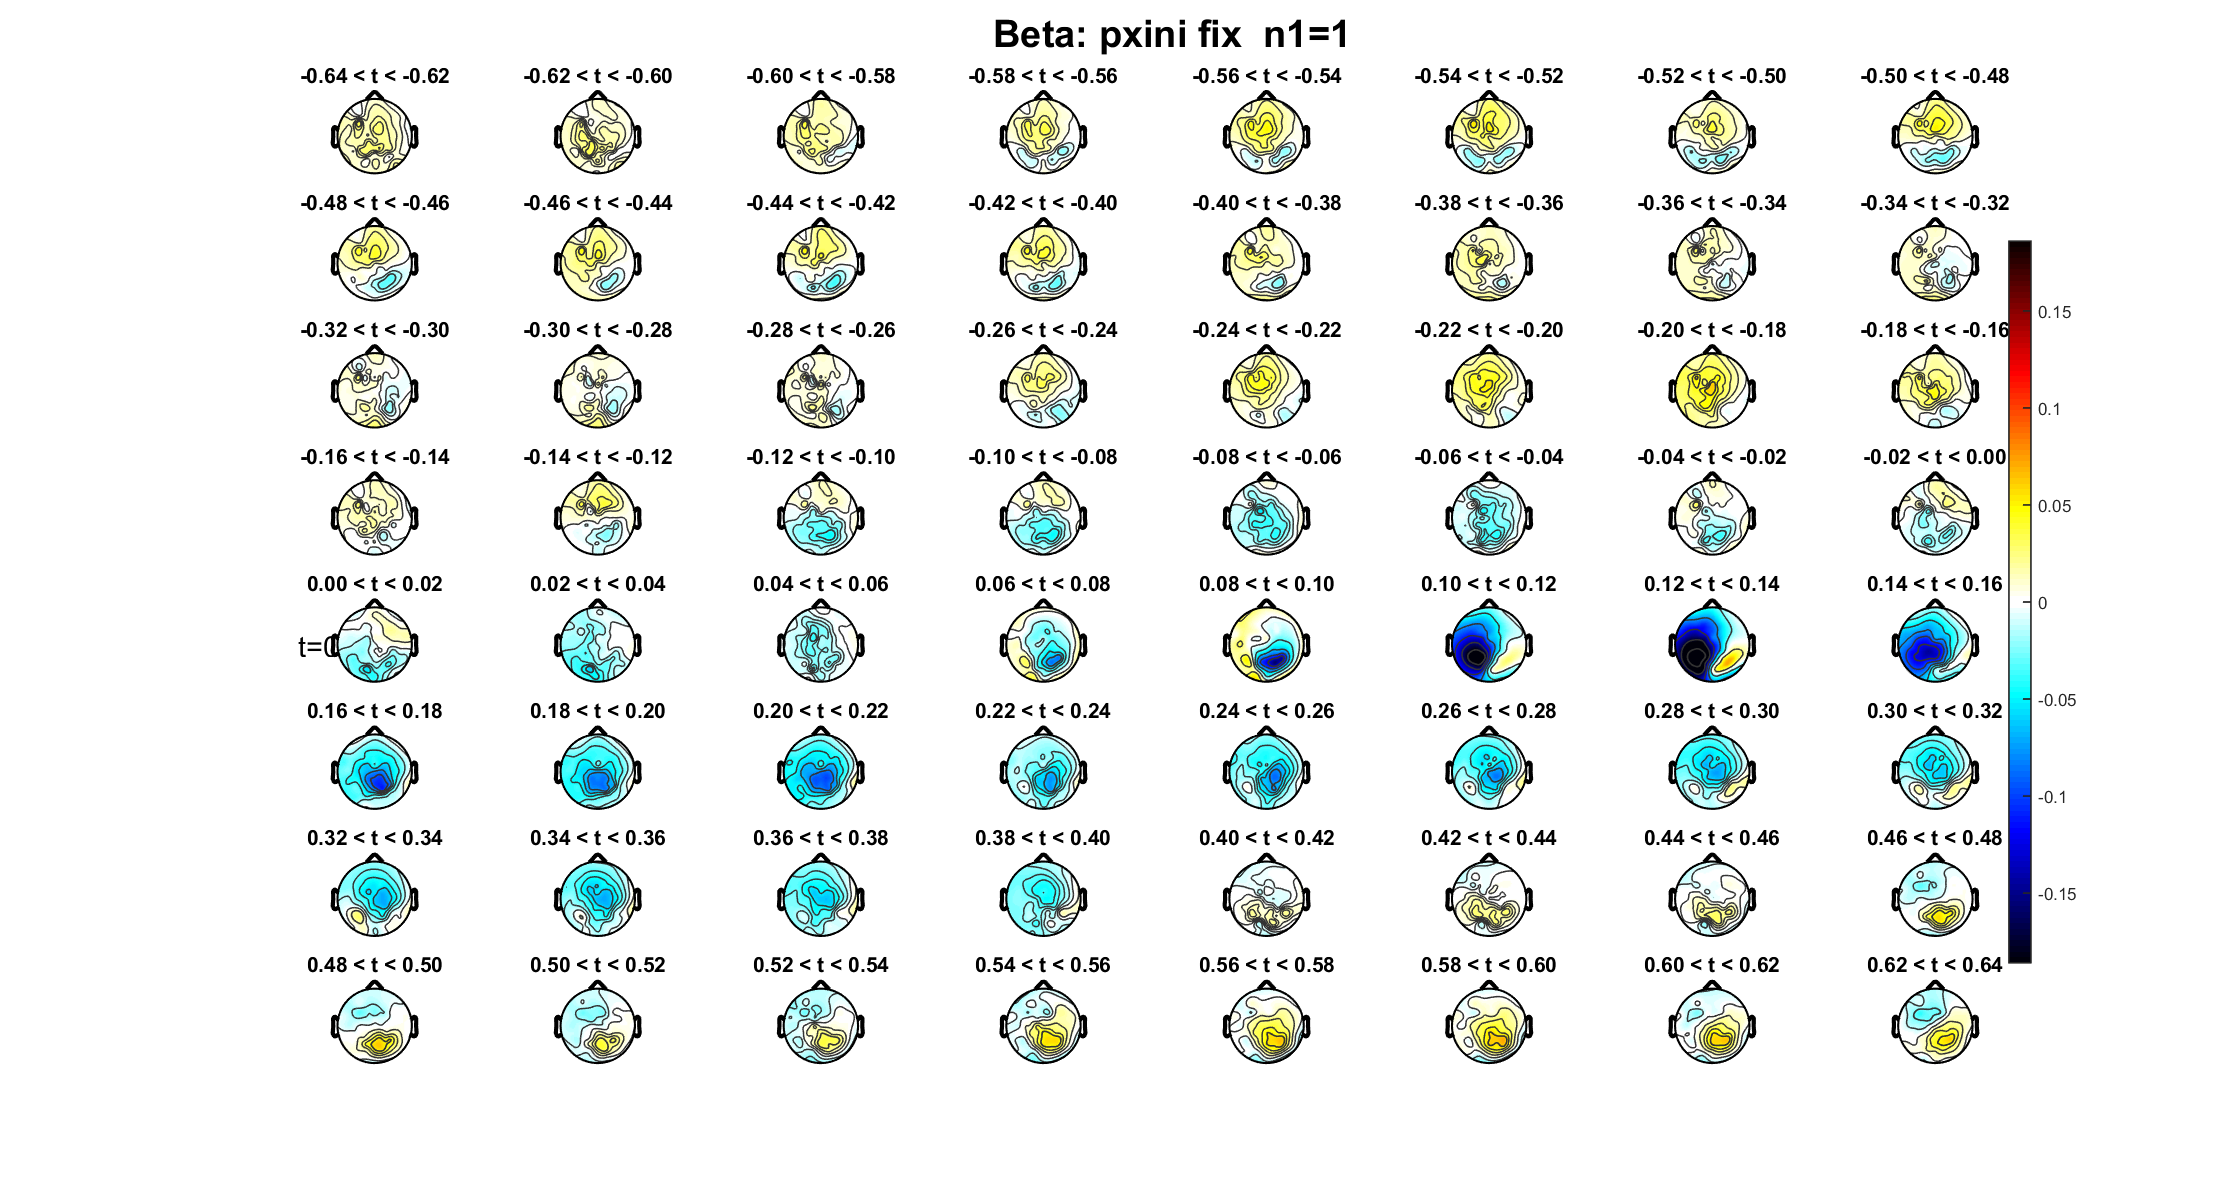 Beta: pxini fix  n1=1
-0.64 < t < -0.62 -0.62 < t < -0.60 -0.60 < t < -0.58 -0.58 < t < -0.56 -0.56 < t < -0.54 -0.54 < t < -0.52 -0.52 < t < -0.50 -0.50 < t < -0.48
-0.48 < t < -0.46 -0.46 < t < -0.44 -0.44 < t < -0.42 -0.42 < t < -0.40 -0.40 < t < -0.38 -0.38 < t < -0.36 -0.36 < t < -0.34 -0.34 < t < -0.32
-0.32 < t < -0.30 -0.30 < t < -0.28 -0.28 < t < -0.26 -0.26 < t < -0.24 -0.24 < t < -0.22 -0.22 < t < -0.20 -0.20 < t < -0.18 -0.18 < t < -0.16
-0.16 < t < -0.14 -0.14 < t < -0.12 -0.12 < t < -0.10 -0.10 < t < -0.08 -0.08 < t < -0.06 -0.06 < t < -0.04 -0.04 < t < -0.02 -0.02 < t < 0.00
0.00 < t < 0.02 0.02 < t < 0.04 0.04 < t < 0.06 0.06 < t < 0.08 0.08 < t < 0.10 0.10 < t < 0.12 0.12 < t < 0.14 0.14 < t < 0.16
t=0
0.16 < t < 0.18 0.18 < t < 0.20 0.20 < t < 0.22 0.22 < t < 0.24 0.24 < t < 0.26 0.26 < t < 0.28 0.28 < t < 0.30 0.30 < t < 0.32
0.32 < t < 0.34 0.34 < t < 0.36 0.36 < t < 0.38 0.38 < t < 0.40 0.40 < t < 0.42 0.42 < t < 0.44 0.44 < t < 0.46 0.46 < t < 0.48
0.48 < t < 0.50 0.50 < t < 0.52 0.52 < t < 0.54 0.54 < t < 0.56 0.56 < t < 0.58 0.58 < t < 0.60 0.60 < t < 0.62 0.62 < t < 0.64
0.15
0.1
0.05
0
-0.05
-0.1
-0.15